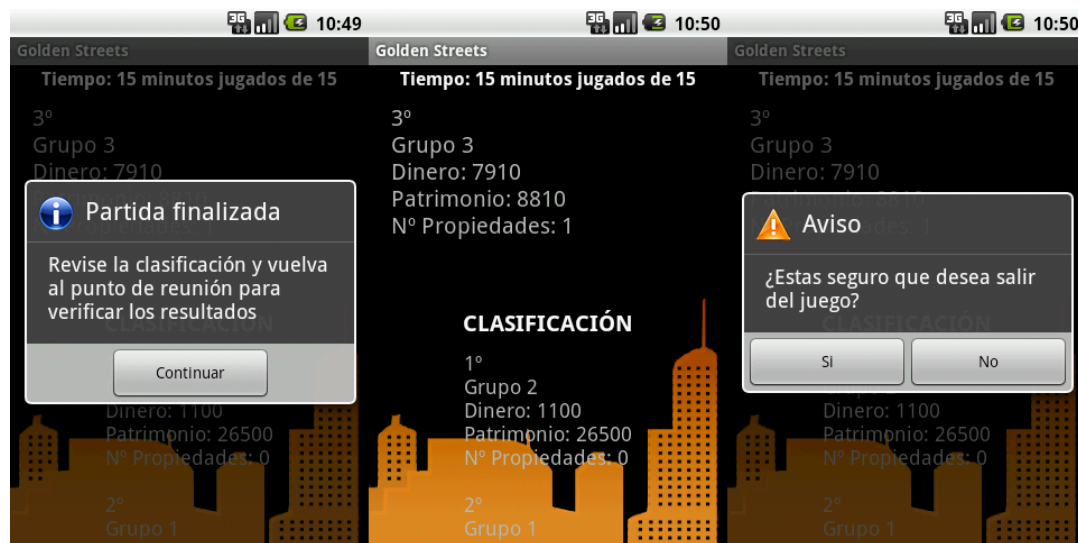 10:49
Golden Streets
Tiempo: 15 minutos jugados de 15
3º
Grupo 3
Dinero: 7910
Partida finalizada
Revise la clasificación y vuelva
al punto de reunión para
verificar los resultados
Continuar
Dinero: 1100
Patrimonio: 26500
Nº Propiedades: 0
2º
Grupo 1
10:50
Golden Streets
Tiempo: 15 minutos jugados de 15
3º
Grupo 3
Dinero: 7910
Patrimonio: 8810
Nº Propiedades: 1
CLASIFICACIÓN
1º
Grupo 2
Dinero: 1100
Patrimonio: 26500
Nº Propiedades: 0
2º
Grupo 1
10:50
Golden Streets
Tiempo: 15 minutos jugados de 15
3º
Grupo 3
Dinero: 7910
Aviso
¿Estas seguro que desea salir
del juego?
Si
No
Dinero: 1100
Patrimonio: 26500
Nº Propiedades: 0
2º
Grupo 1